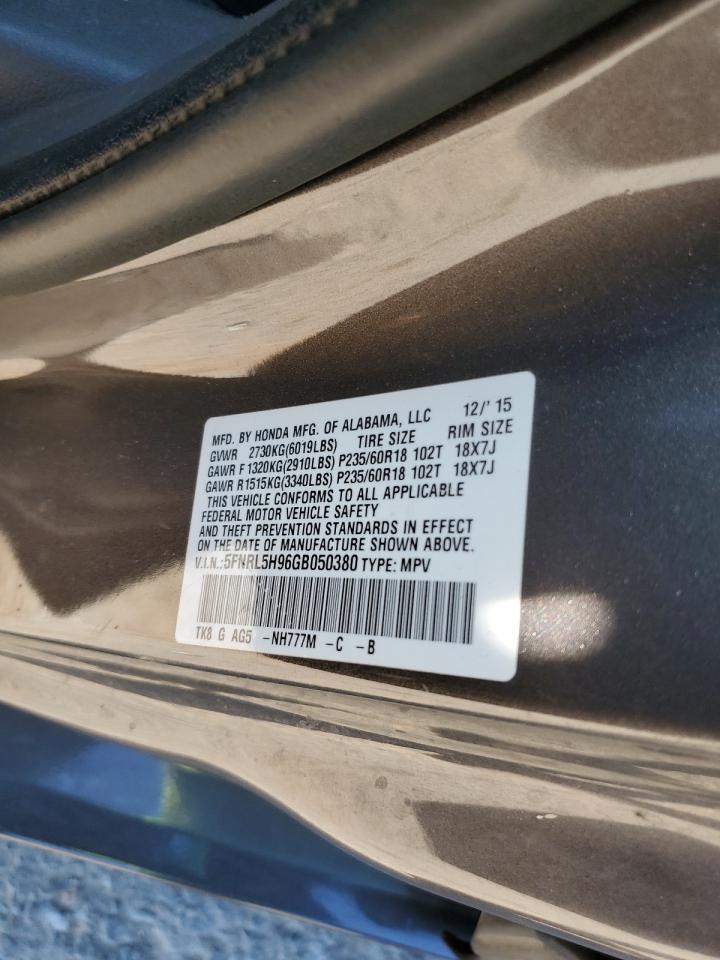 MFD. BY HONDA MFG. OF ALABAMA, LLC 12/' 15
GVWR 2730KG(6019LBS) TIRE SIZE RIM SIZE
GAWR F 1320KG(2910LBS) P235/60R18 102T 18X7J
GAWR R1515KG(3340LBS) P235/60R18 102T 18X7J
THIS VEHICLE CONFORMS TO ALL APPLICABLE
FEDERAL MOTOR VEHICLE SAFETY
AND THEFT PREVENTION STANDARDS IN EFFECT
ON THE DATE OF MANUFACTURE SHOWN ABOVE.
V.I.N.:5FNRL5H96GB050380 TYPE: MPV
TK8 G AG5 -NH777M -C -B